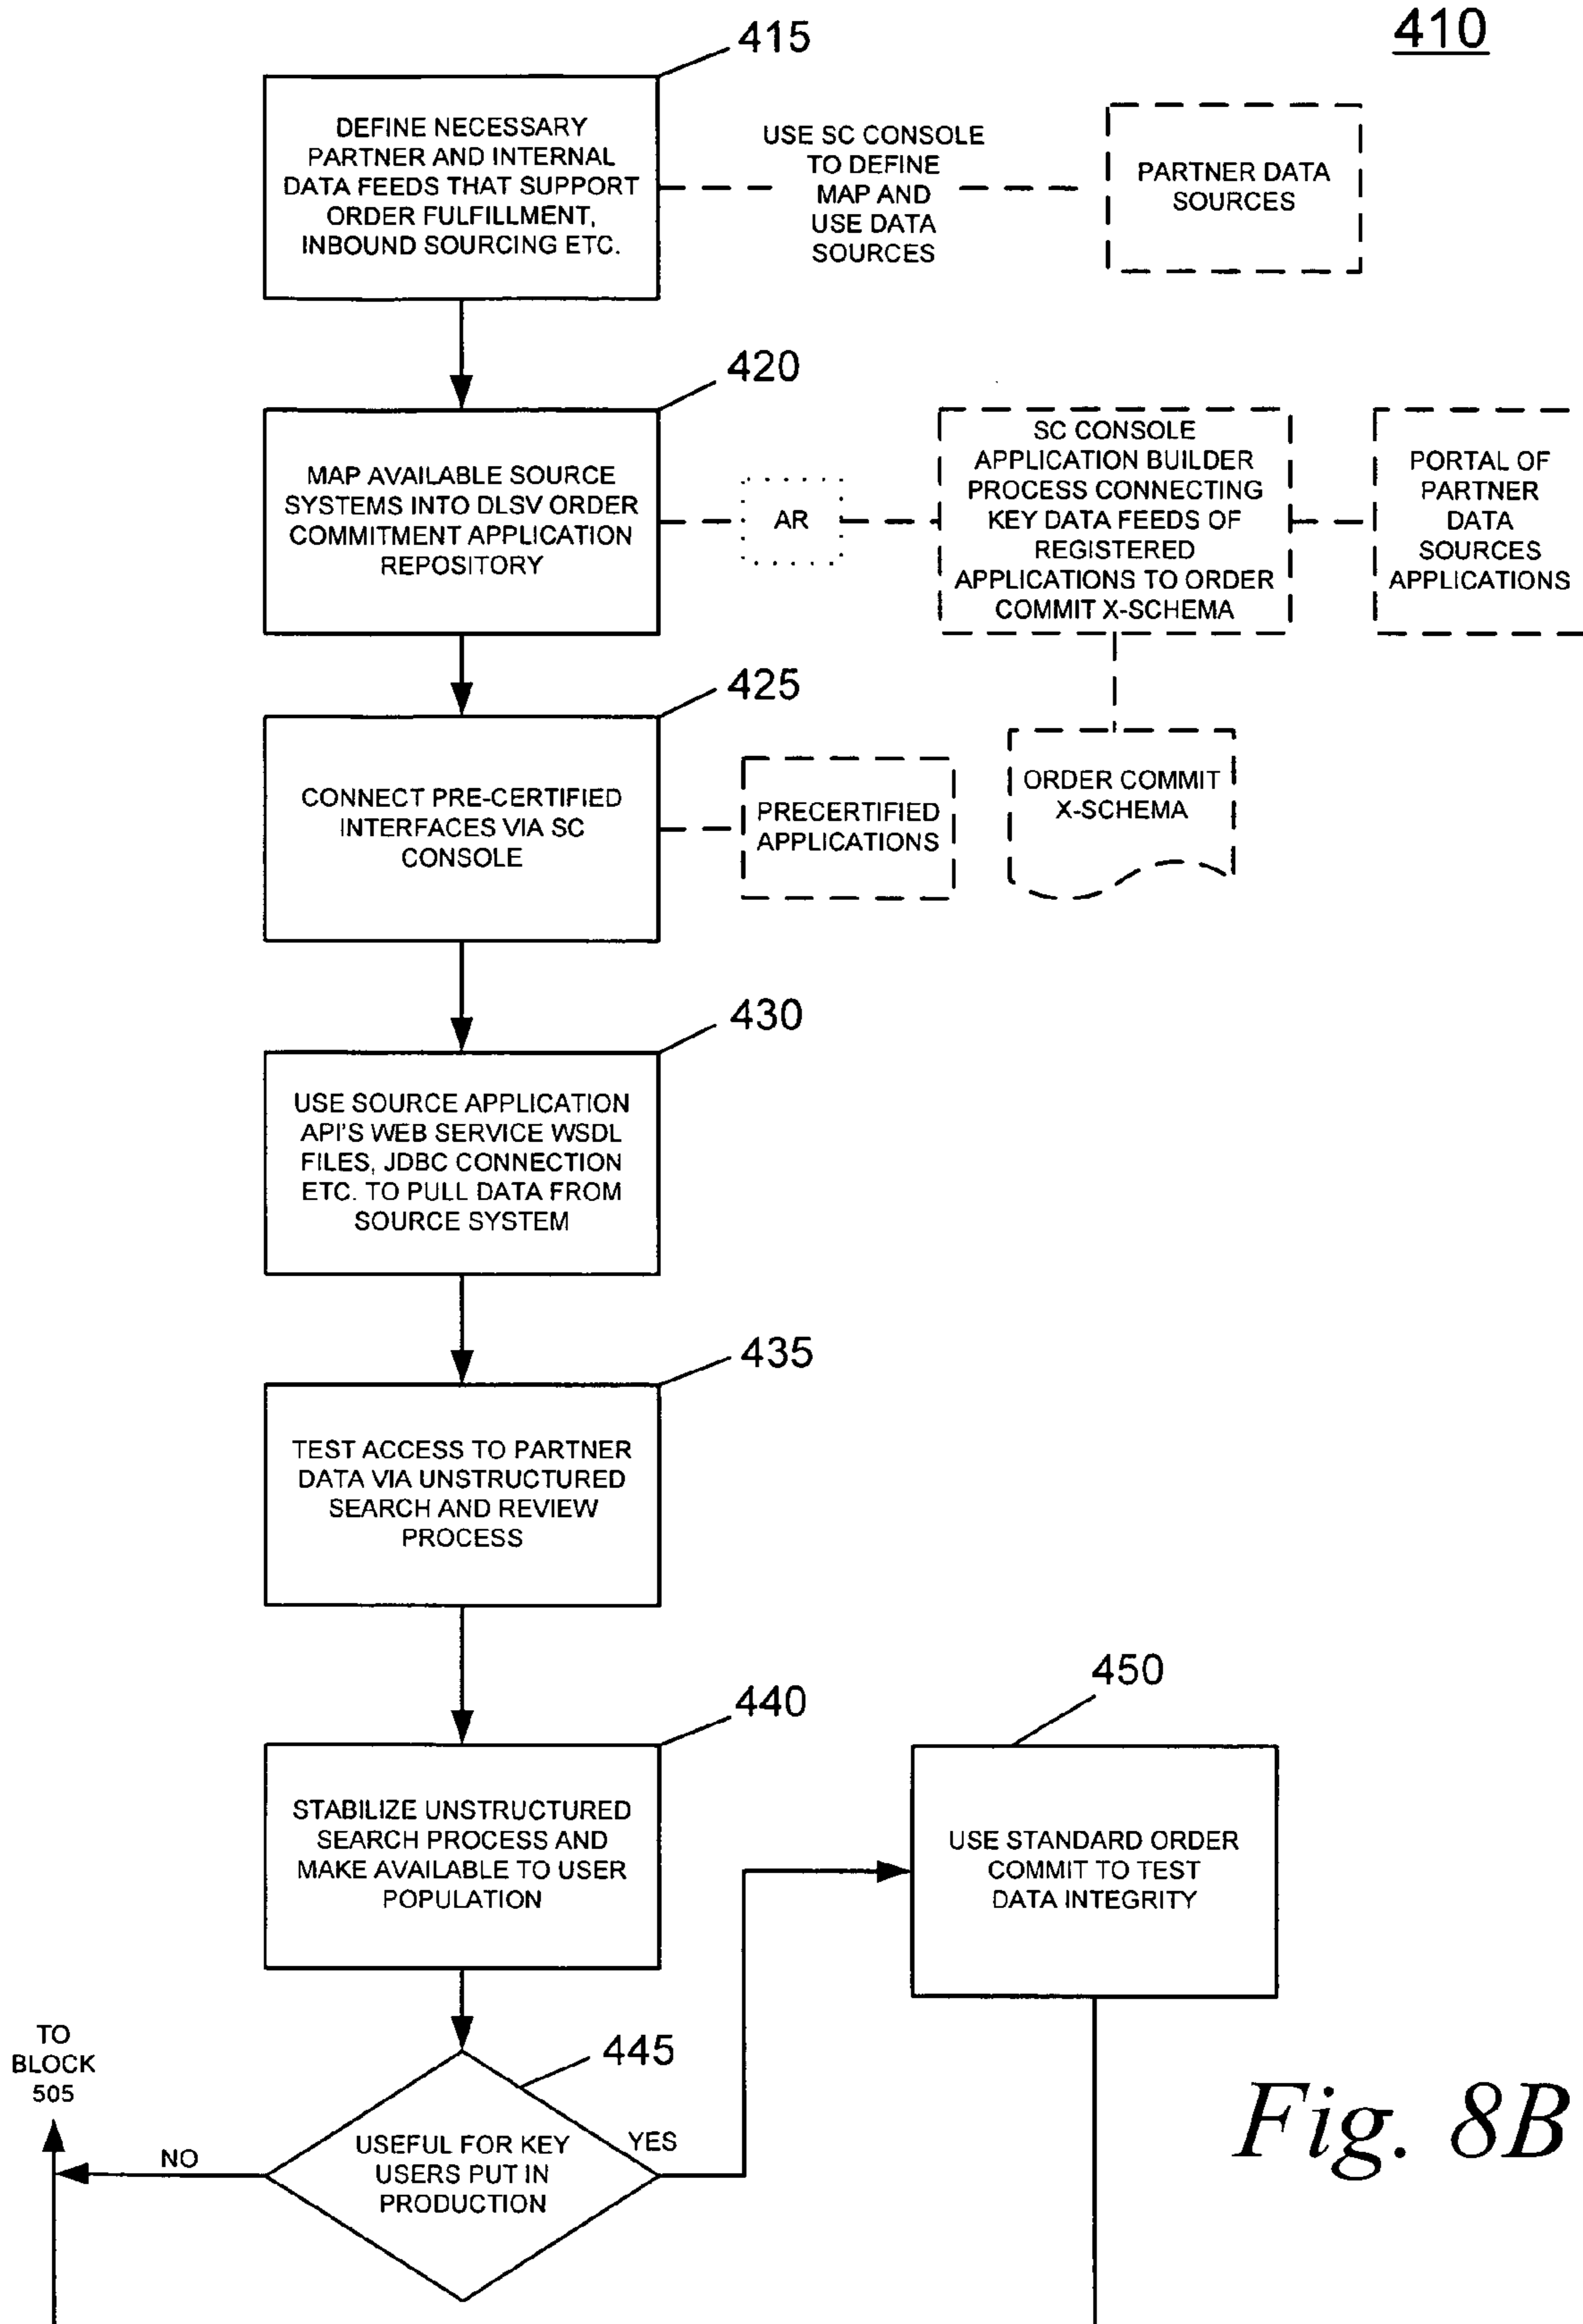 410
415
DEFINE NECESSARY
PARTNER AND INTERNAL
DATA FEEDS THAT SUPPORT
ORDER FULFILLMENT,
INBOUND SOURCING ETC.
USE SC CONSOLE
TO DEFINE
MAP AND
USE DATA
SOURCES
PARTNER DATA
SOURCES
420
MAP AVAILABLE SOURCE
SYSTEMS INTO DLSV ORDER
COMMITMENT APPLICATION
REPOSITORY
AR
SC CONSOLE
APPLICATION BUILDER
PROCESS CONNECTING
KEY DATA FEEDS OF
REGISTERED
APPLICATIONS TO ORDER
COMMIT X-SCHEMA
PORTAL OF
PARTNER
DATA
SOURCES
APPLICATIONS
425
CONNECT PRE-CERTIFIED
INTERFACES VIA SC
CONSOLE
PRECERTIFIED
APPLICATIONS
ORDER COMMIT
X-SCHEMA
430
USE SOURCE APPLICATION
API'S WEB SERVICE WSDL
FILES, JDBC CONNECTION
ETC. TO PULL DATA FROM
SOURCE SYSTEM
435
TEST ACCESS TO PARTNER
DATA VIA UNSTRUCTURED
SEARCH AND REVIEW
PROCESS
440
STABILIZE UNSTRUCTURED
SEARCH PROCESS AND
MAKE AVAILABLE TO USER
POPULATION
450
USE STANDARD ORDER
COMMIT TO TEST
DATA INTEGRITY
TO
BLOCK
505
445
NO
USEFUL FOR KEY
USERS PUT IN
PRODUCTION
YES
Fig. 8B